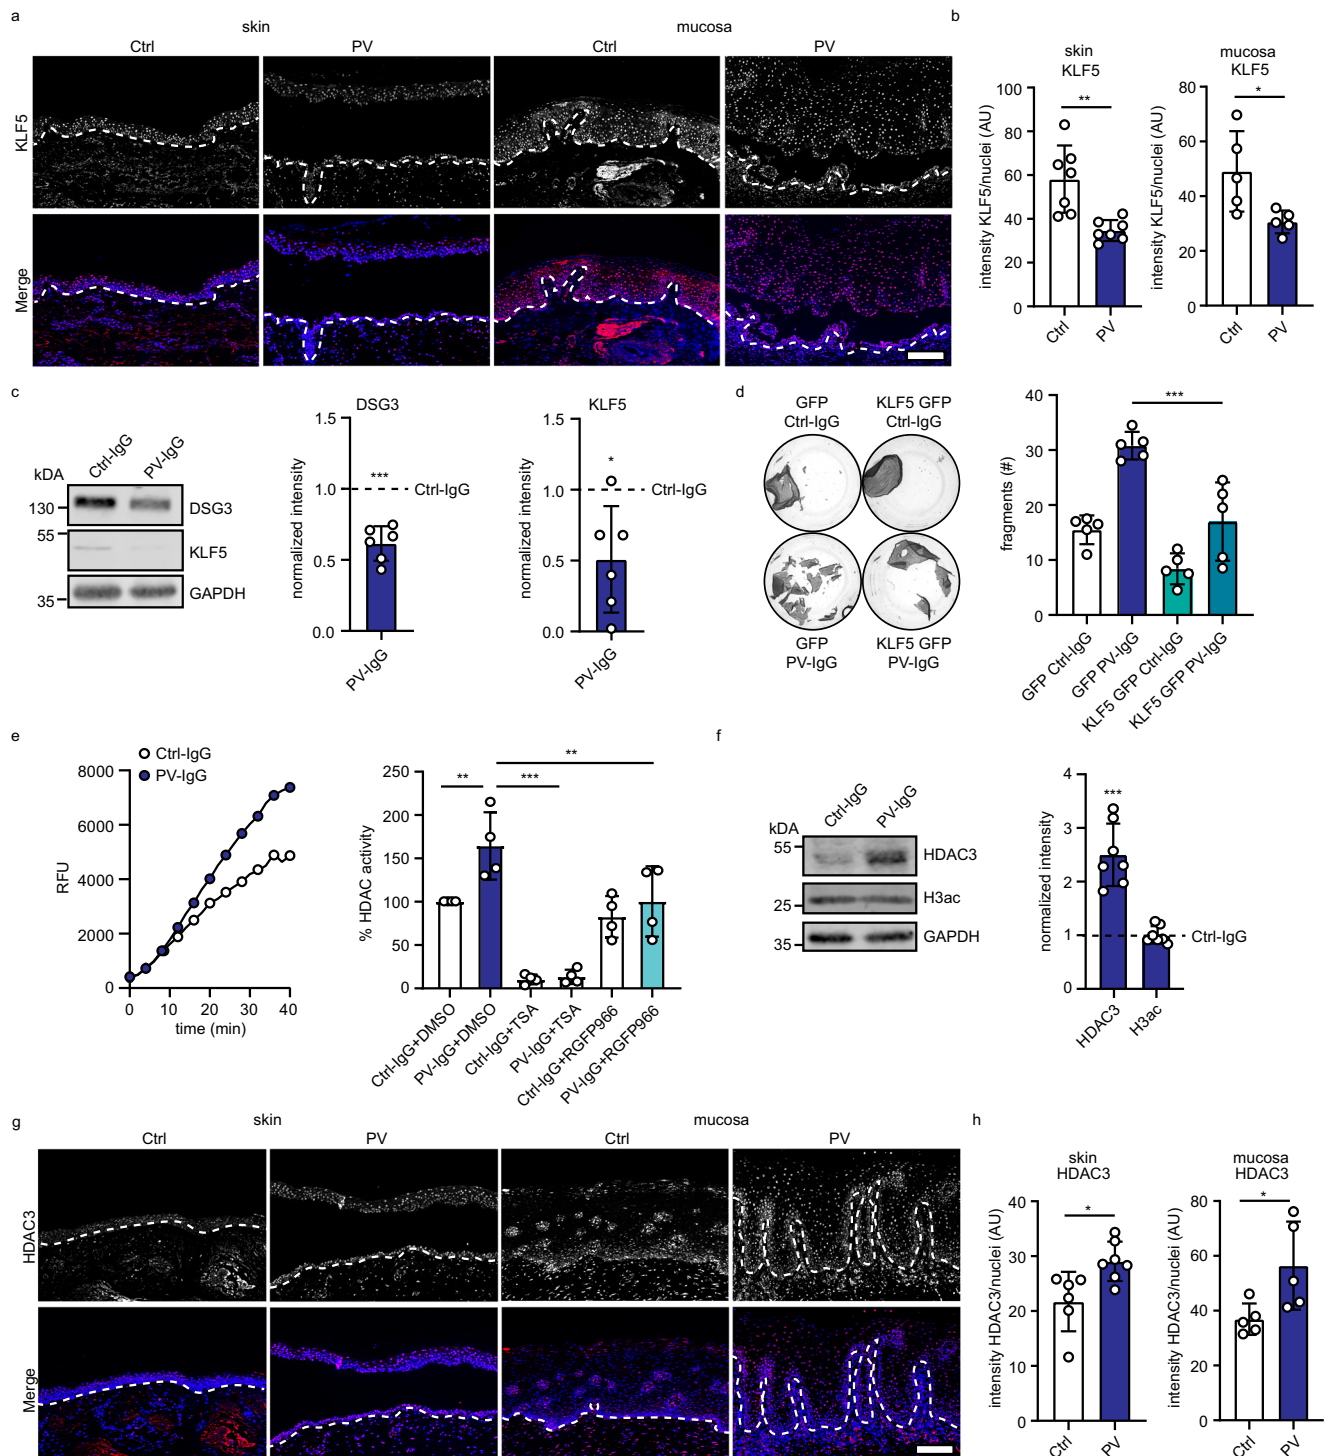 a
skin
mucosa
Ctrl
PV
Ctrl
PV
KLF5
Merge
b
skin
KLF5
mucosa
KLF5
intensity KLF5/nuclei (AU)
100
80
60
40
20
0
**
Ctrl
PV
intensity KLF5/nuclei (AU)
80
60
40
20
0
*
Ctrl
PV
c
kDA
Ctrl-IgG
PV-IgG
130
DSG3
55
KLF5
35
GAPDH
DSG3
normalized intensity
1.5
1.0
0.5
0.0
***
Ctrl-IgG
PV-IgG
KLF5
normalized intensity
1.5
1.0
0.5
0.0
*
Ctrl-IgG
PV-IgG
d
GFP
Ctrl-IgG
KLF5 GFP
Ctrl-IgG
GFP
PV-IgG
KLF5 GFP
PV-IgG
fragments (#)
40
30
20
10
0
***
GFP Ctrl-IgG
GFP PV-IgG
KLF5 GFP Ctrl-IgG
KLF5 GFP PV-IgG
e
Ctrl-IgG
PV-IgG
RFU
8000
6000
4000
2000
0
0
10
20
30
40
time (min)
% HDAC activity
250
200
150
100
50
0
**
***
**
Ctrl-IgG+DMSO
PV-IgG+DMSO
Ctrl-IgG+TSA
PV-IgG+TSA
Ctrl-IgG+RGFP966
PV-IgG+RGFP966
f
kDA
Ctrl-IgG
PV-IgG
55
HDAC3
25
H3ac
35
GAPDH
normalized intensity
4
3
2
1
0
***
Ctrl-IgG
HDAC3
H3ac
g
skin
mucosa
Ctrl
PV
Ctrl
PV
HDAC3
Merge
h
skin
HDAC3
mucosa
HDAC3
intensity HDAC3/nuclei (AU)
40
30
20
10
0
*
Ctrl
PV
intensity HDAC3/nuclei (AU)
80
60
40
20
0
*
Ctrl
PV